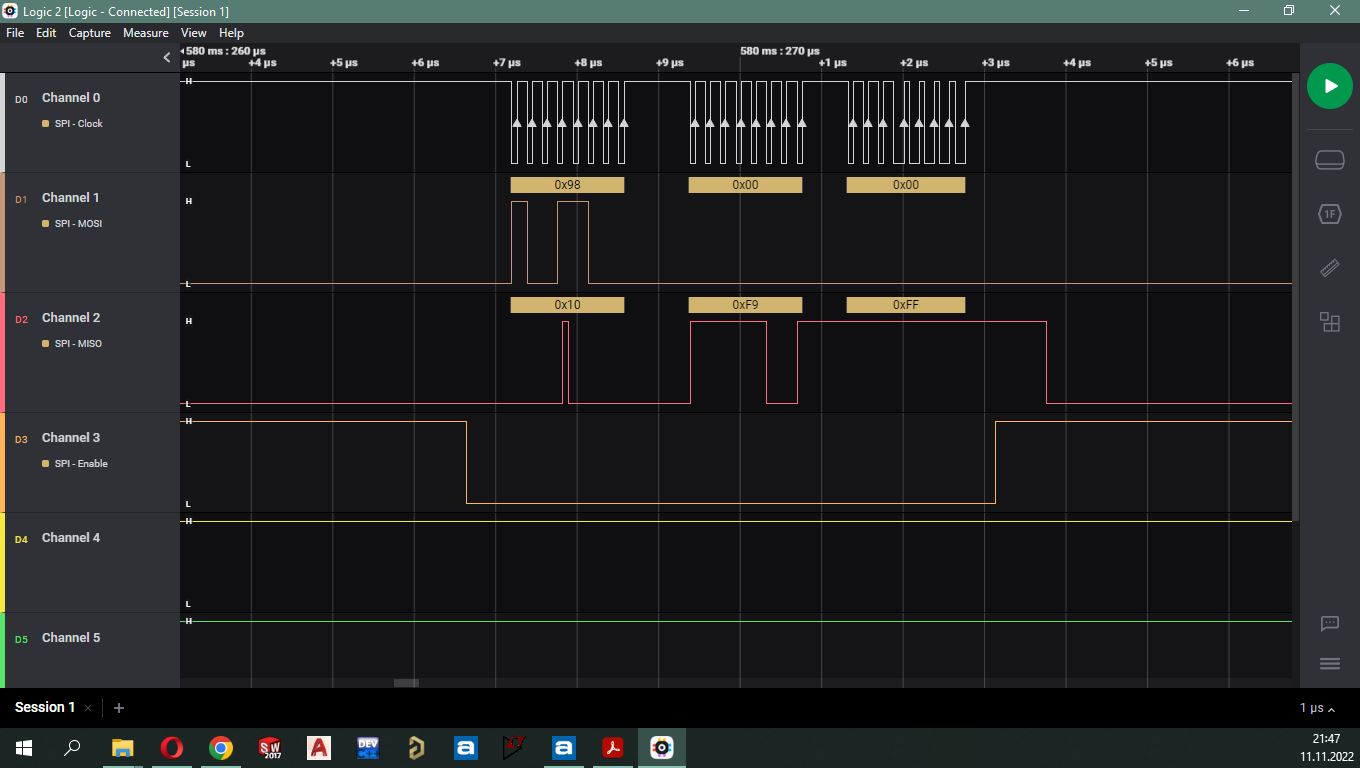 Logic 2 [Logic - Connected] [Session 1]
File Edit Capture Measure View Help
580 ms : 260 µs 580 ms : 270 µs
µs +4 µs +5 µs +6 µs +7 µs +8 µs +9 µs +1 µs +2 µs +3 µs +4 µs +5 µs +6 µs
H
D0 Channel 0
SPI - Clock
L
0x98 0x00 0x00
D1 Channel 1
H
SPI - MOSI
L
0x10 0xF9 0xFF
D2 Channel 2
H
SPI - MISO
L
H
D3 Channel 3
SPI - Enable
L
H
D4 Channel 4
L
H
D5 Channel 5
1F
Session 1 × +
1 µs
SW
2017
A
DEV
a
a
21:47
11.11.2022